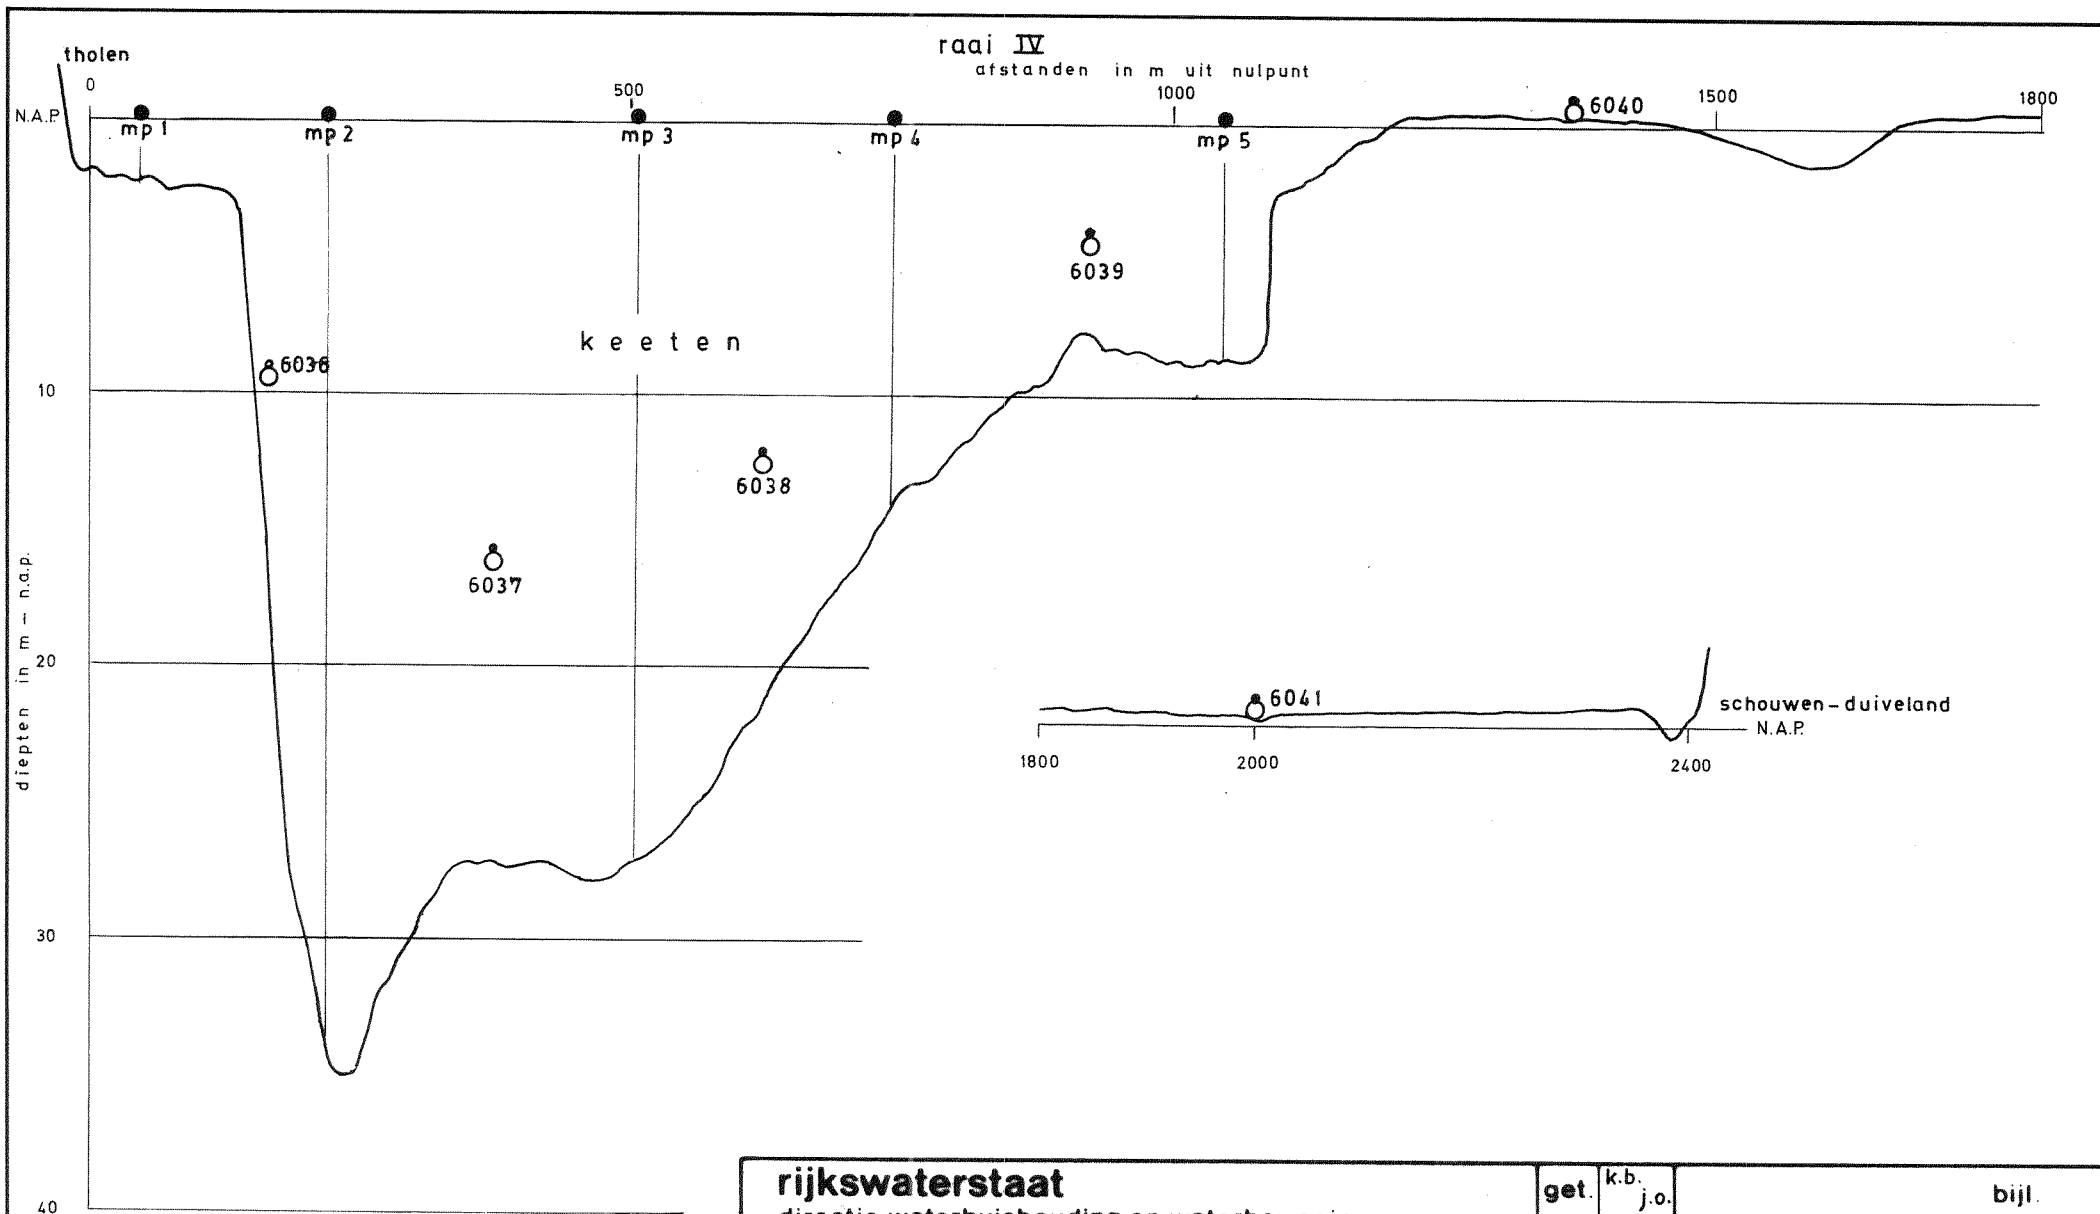 raai IV
tholen
afstanden in m uit nulpunt
0 500 1000 1500 1800
N.A.P
mp 1 mp 2 mp 3 mp 4 mp 5
6040
6039
keeten
6036
10
6038
6037
diepten in m – n.a.p.
20
6041
schouwen – duiveland
N.A.P.
1800 2000 2400
30
40
rijkswaterstaat
get. k.b. j.o. bijl.